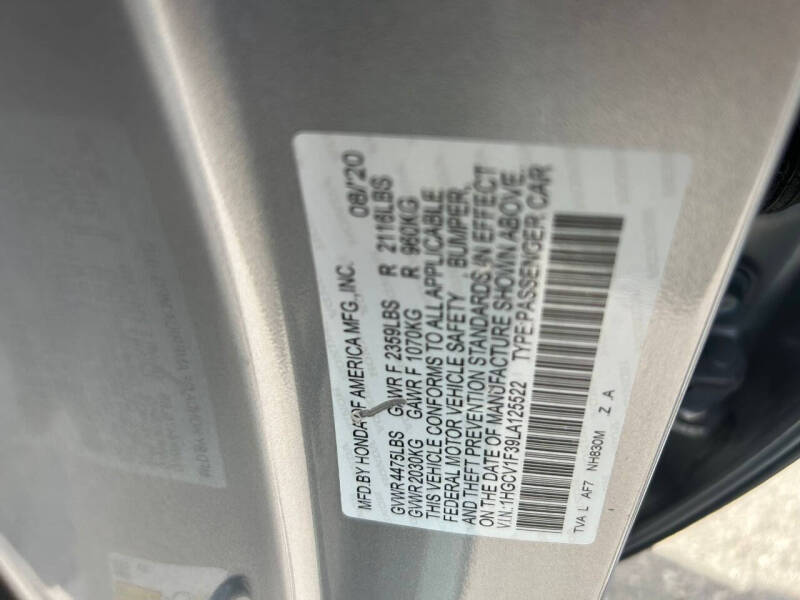 MFD.BY HONDA OF AMERICA MFG.,INC. 08/'20
GVWR 4475LBS GAWR F 2359LBS R 2116LBS
GVWR 2030KG GAWR F 1070KG R 960KG
THIS VEHICLE CONFORMS TO ALL APPLICABLE
FEDERAL MOTOR VEHICLE SAFETY BUMPER,
AND THEFT PREVENTION STANDARDS IN EFFECT
ON THE DATE OF MANUFACTURE SHOWN ABOVE.
V.I.N:1HGCV1F39LA125522 TYPE:PASSENGER CAR
TVA L AF7 NH830M Z A